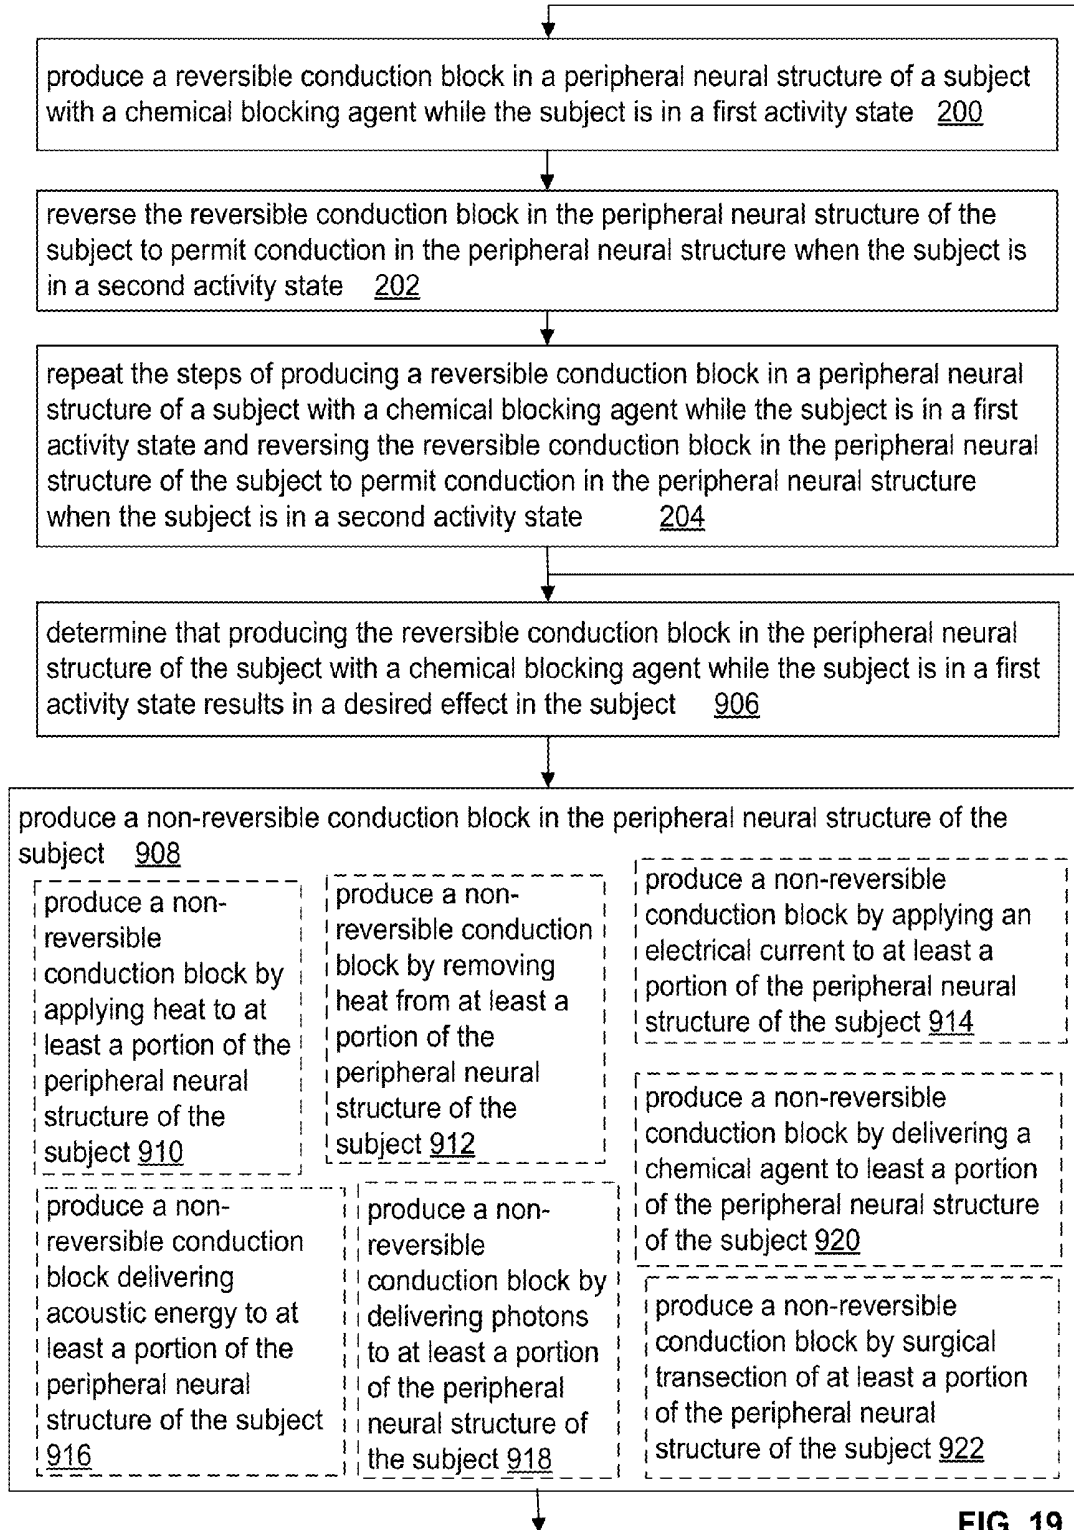 produce a reversible conduction block in a peripheral neural structure of a subject
with a chemical blocking agent while the subject is in a first activity state 200
reverse the reversible conduction block in the peripheral neural structure of the
subject to permit conduction in the peripheral neural structure when the subject is
in a second activity state 202
repeat the steps of producing a reversible conduction block in a peripheral neural
structure of a subject with a chemical blocking agent while the subject is in a first
activity state and reversing the reversible conduction block in the peripheral neural
structure of the subject to permit conduction in the peripheral neural structure
when the subject is in a second activity state 204
determine that producing the reversible conduction block in the peripheral neural
structure of the subject with a chemical blocking agent while the subject is in a first
activity state results in a desired effect in the subject 906
produce a non-reversible conduction block in the peripheral neural structure of the
subject 908
produce a non-
reversible
conduction block by
applying heat to at
least a portion of the
peripheral neural
structure of the
subject 910
produce a non-
reversible conduction
block by removing
heat from at least a
portion of the
peripheral neural
structure of the
subject 912
produce a non-reversible
conduction block by applying an
electrical current to at least a
portion of the peripheral neural
structure of the subject 914
produce a non-
reversible conduction
block delivering
acoustic energy to at
least a portion of the
peripheral neural
structure of the subject
916
produce a non-
reversible
conduction block by
delivering photons
to at least a portion
of the peripheral
neural structure of
the subject 918
produce a non-reversible
conduction block by delivering a
chemical agent to least a portion
of the peripheral neural structure
of the subject 920
produce a non-reversible
conduction block by surgical
transection of at least a portion
of the peripheral neural
structure of the subject 922
FIG. 19